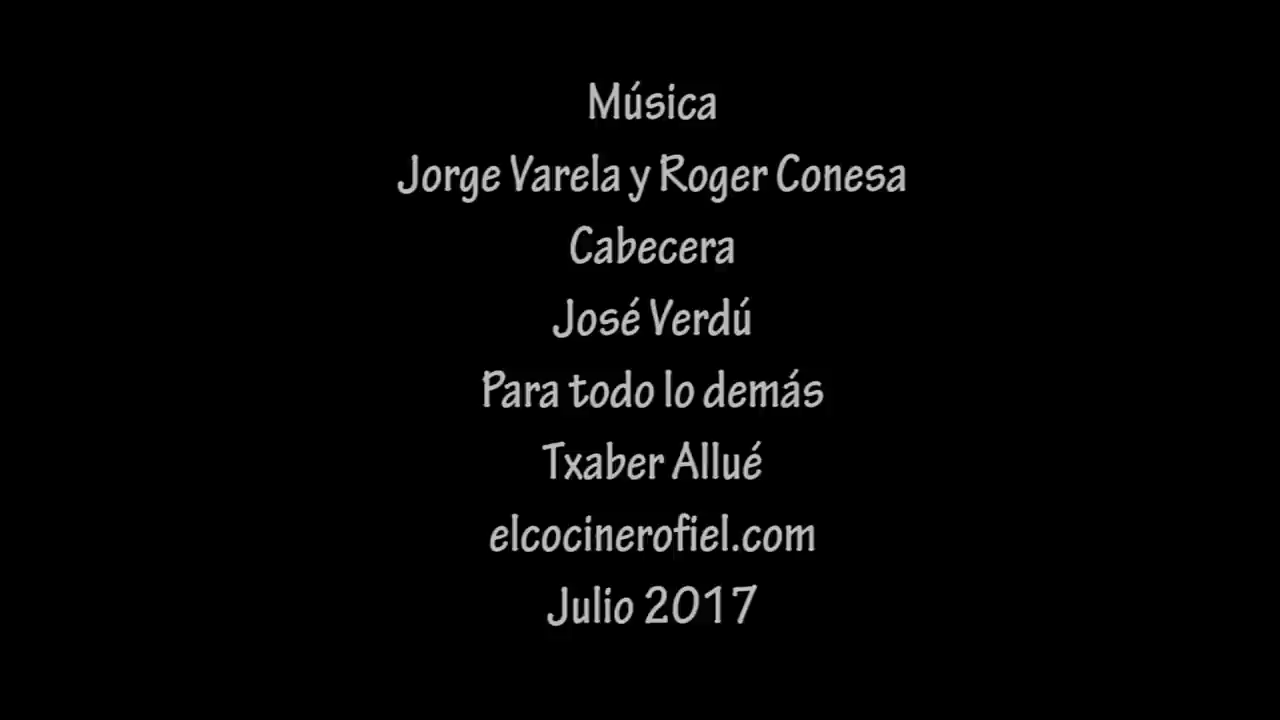 Música
Jorge Varela y Roger Conesa
Cabecera
José Verdú
Para todo lo demás
Txaber Allué
elcocinerofiel.com
Julio 2017